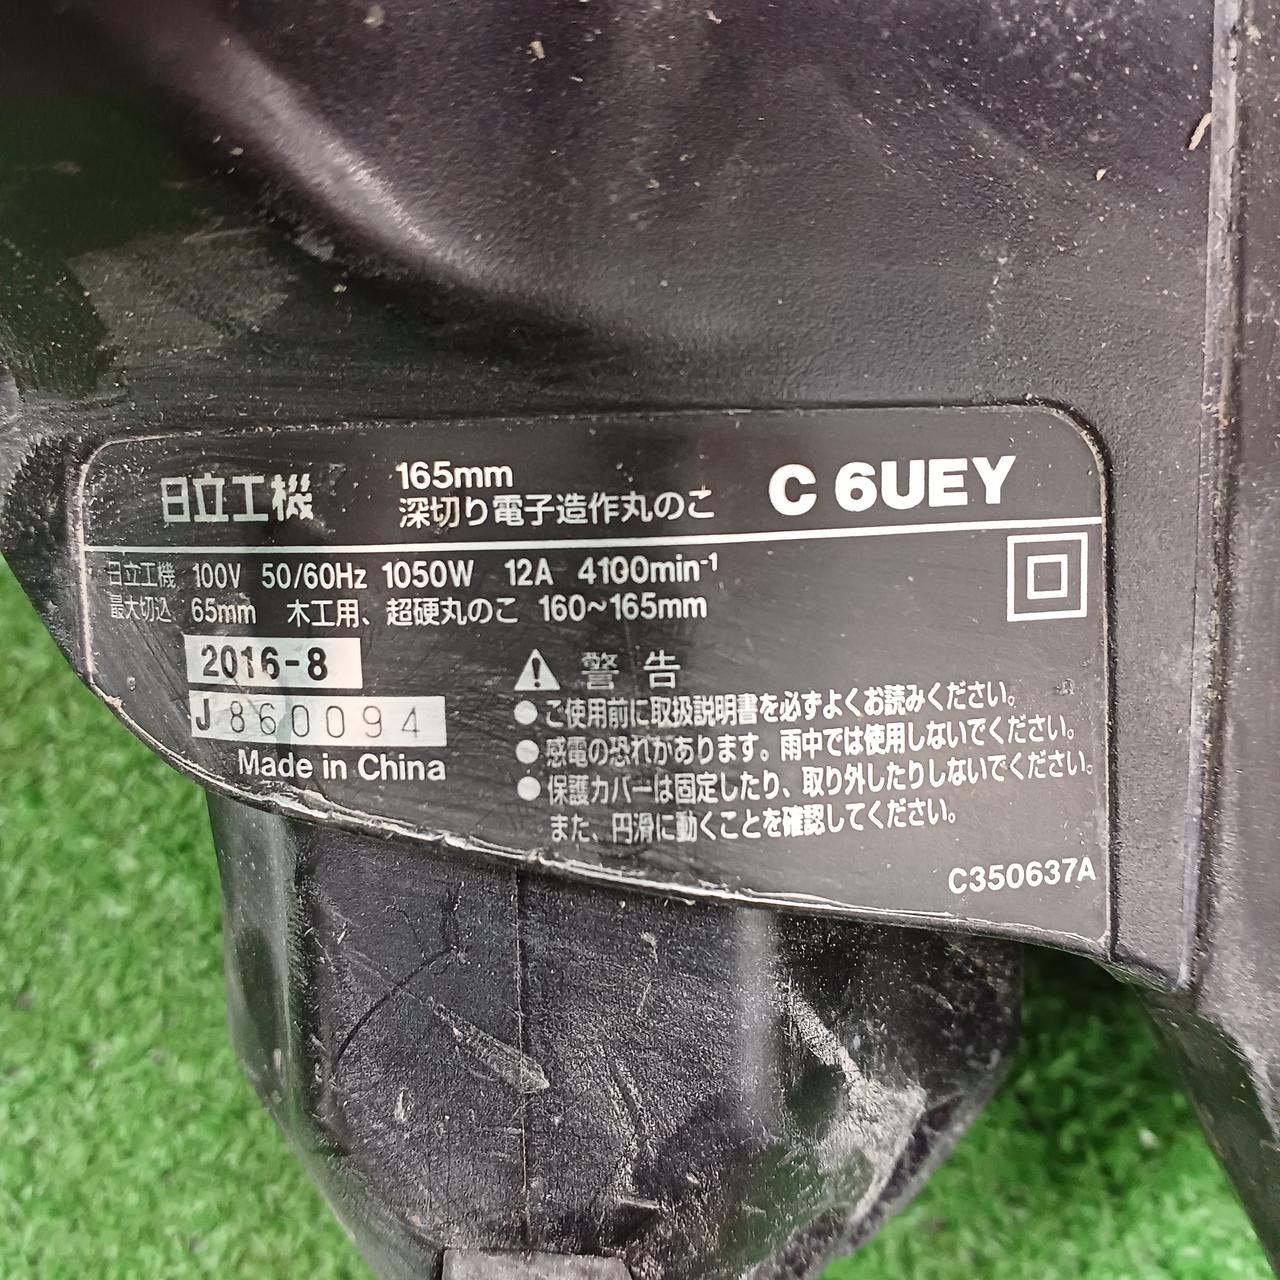 日立工機
165mm
深切り電子造作丸のこ
C 6UEY
日立工機 100V 50/60Hz 1050W 12A 4100min⁻¹
最大切込 65mm 木工用、超硬丸のこ 160~165mm
2016-8
J860094
Made in China
警告
●ご使用前に取扱説明書を必ずよくお読みください。
●感電の恐れがあります。雨中では使用しないでください。
●保護カバーは固定したり、取り外したりしないでください。
また、円滑に動くことを確認してください。
C350637A